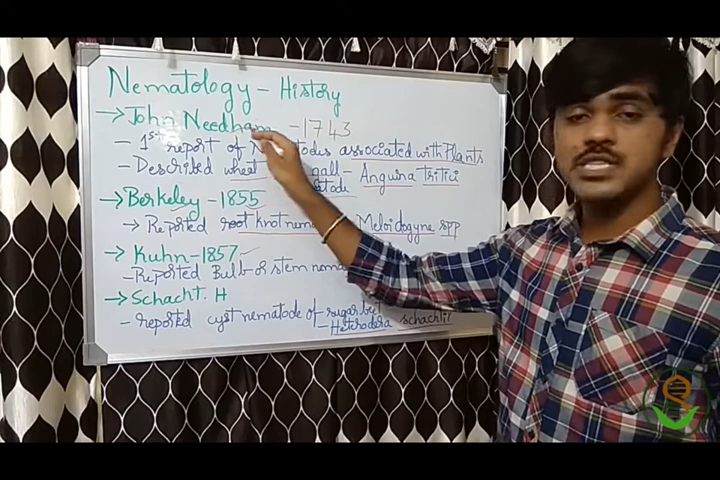 Nematology - History
→ John Needham - 1743
- 1st report of Nematodes associated with Plants
- Described wheat gall - Anguina tritici
→ Berkeley - 1855
- Reported root knot Meloidogyne spp
→ Kuhn - 1857
- Reported Bulb & stem
→ Schacht. H
- reported cyst nematode of sugar
- Heterodera schachtii